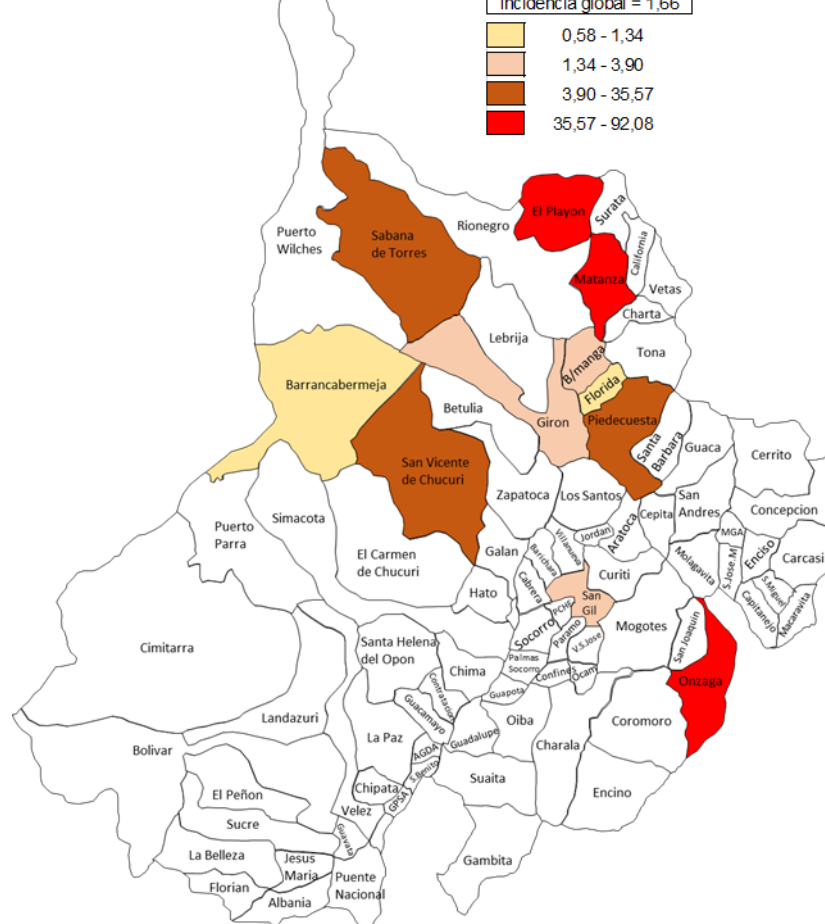 Incidencia global = 1,66
0,58 - 1,34
1,34 - 3,90
3,90 - 35,57
35,57 - 92,08
El Playon
Surata
Rionegro
Puerto
Wilches
Sabana
de Torres
California
Matanza
Vetas
Charta
Lebrija
Tona
B/manga
Barrancabermeja
Florida
Betulia
Giron
Piedecuesta
Santa
Barbara
Guaca
Cerrito
San Vicente
de Chucuri
Zapatoca
Los Santos
San
Andres
Cepita
Concepcion
Simacota
Puerto
Parra
Aratoca
Jordan
Villanueva
MGA
Enciso
Carcasi
El Carmen
de Chucuri
Galan
Barichara
Molagavita
S.Jose.M
Curiti
Cabrera
Hato
San
Gil
S.Miguel
Capitanejo
Macaravita
PCHE
Socorro
Paramo
V.S.Jose
Mogotes
San Joaquin
Cimitarra
Santa Helena
del Opon
Chima
Palmas
Socorro
Confines
Ocam
Onzaga
Contratacion
Guapota
Guacamayo
Landazuri
Oiba
Coromoro
La Paz
Guadalupe
Charala
Bolivar
AGDA
S.Benito
Suaita
Chipata
GPSA
El Peñon
Encino
Velez
Sucre
Guavata
La Belleza
Jesus
Maria
Gambita
Florian
Puente
Nacional
Albania